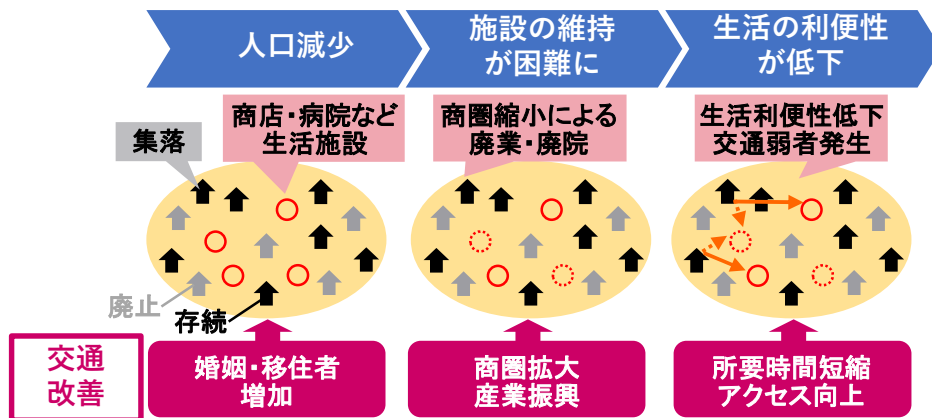 人口減少
施設の維持
が困難に
生活の利便性
が低下
集落
商店・病院など
生活施設
商圏縮小による
廃業・廃院
生活利便性低下
交通弱者発生
廃止
存続
交通
改善
婚姻・移住者
増加
商圏拡大
産業振興
所要時間短縮
アクセス向上